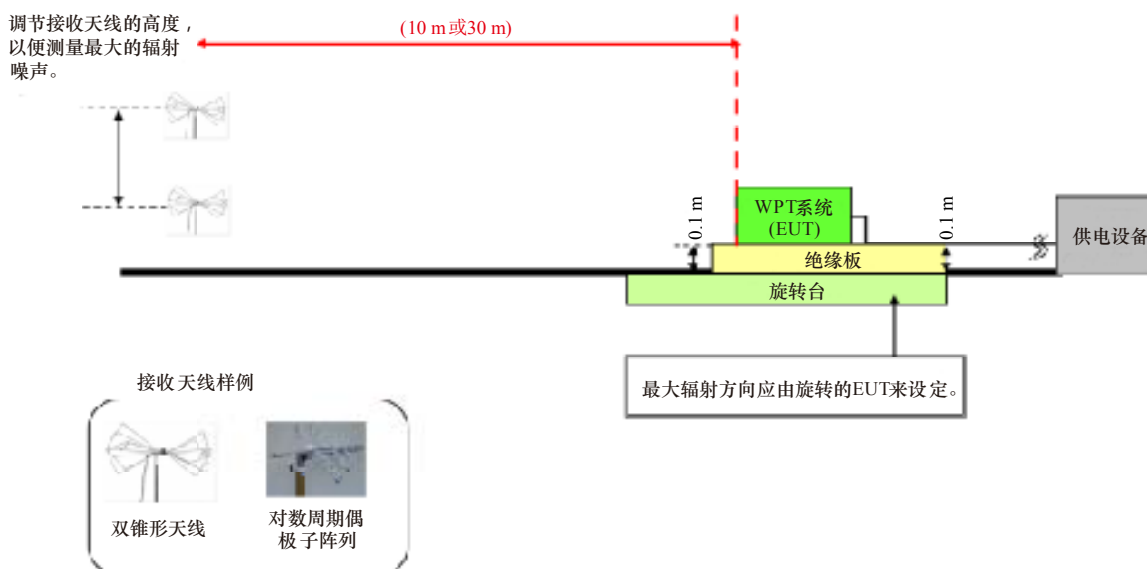 调节接收天线的高度，
以便测量最大的辐射
噪声。
(10 m或30 m)
0.1 m
WPT系统
(EUT)
0.1 m
供电设备
绝缘板
旋转台
最大辐射方向应由旋转的EUT来设定。
接收天线样例
双锥形天线
对数周期偶
极子阵列